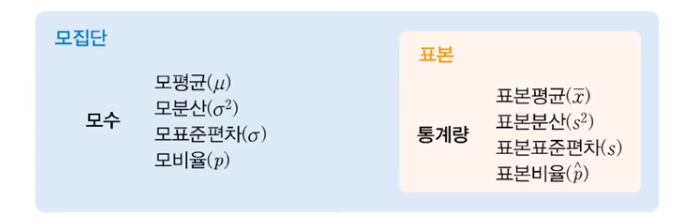 모집단
모수
모평균(μ)
모분산(σ²)
모표준편차(σ)
모비율(p)
표본
통계량
표본평균(x̅)
표본분산(s²)
표본표준편차(s)
표본비율(p̂)